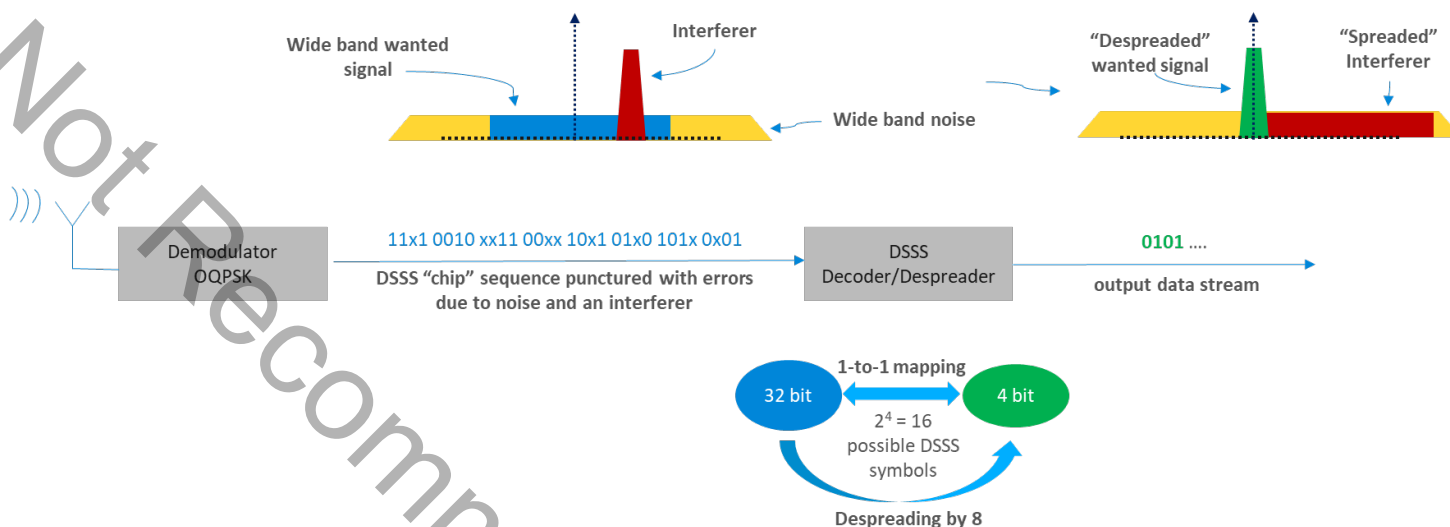 Wide band wanted
signal
Interferer
Wide band noise
“Despreaded”
wanted signal
“Spreaded”
Interferer
Demodulator
OQPSK
11x1 0010 xx11 00xx 10x1 01x0 101x 0x01
DSSS “chip” sequence punctured with errors
due to noise and an interferer
DSSS
Decoder/Despreader
0101 ....
output data stream
1-to-1 mapping
32 bit
4 bit
2⁴ = 16
possible DSSS
symbols
Despreading by 8
Not